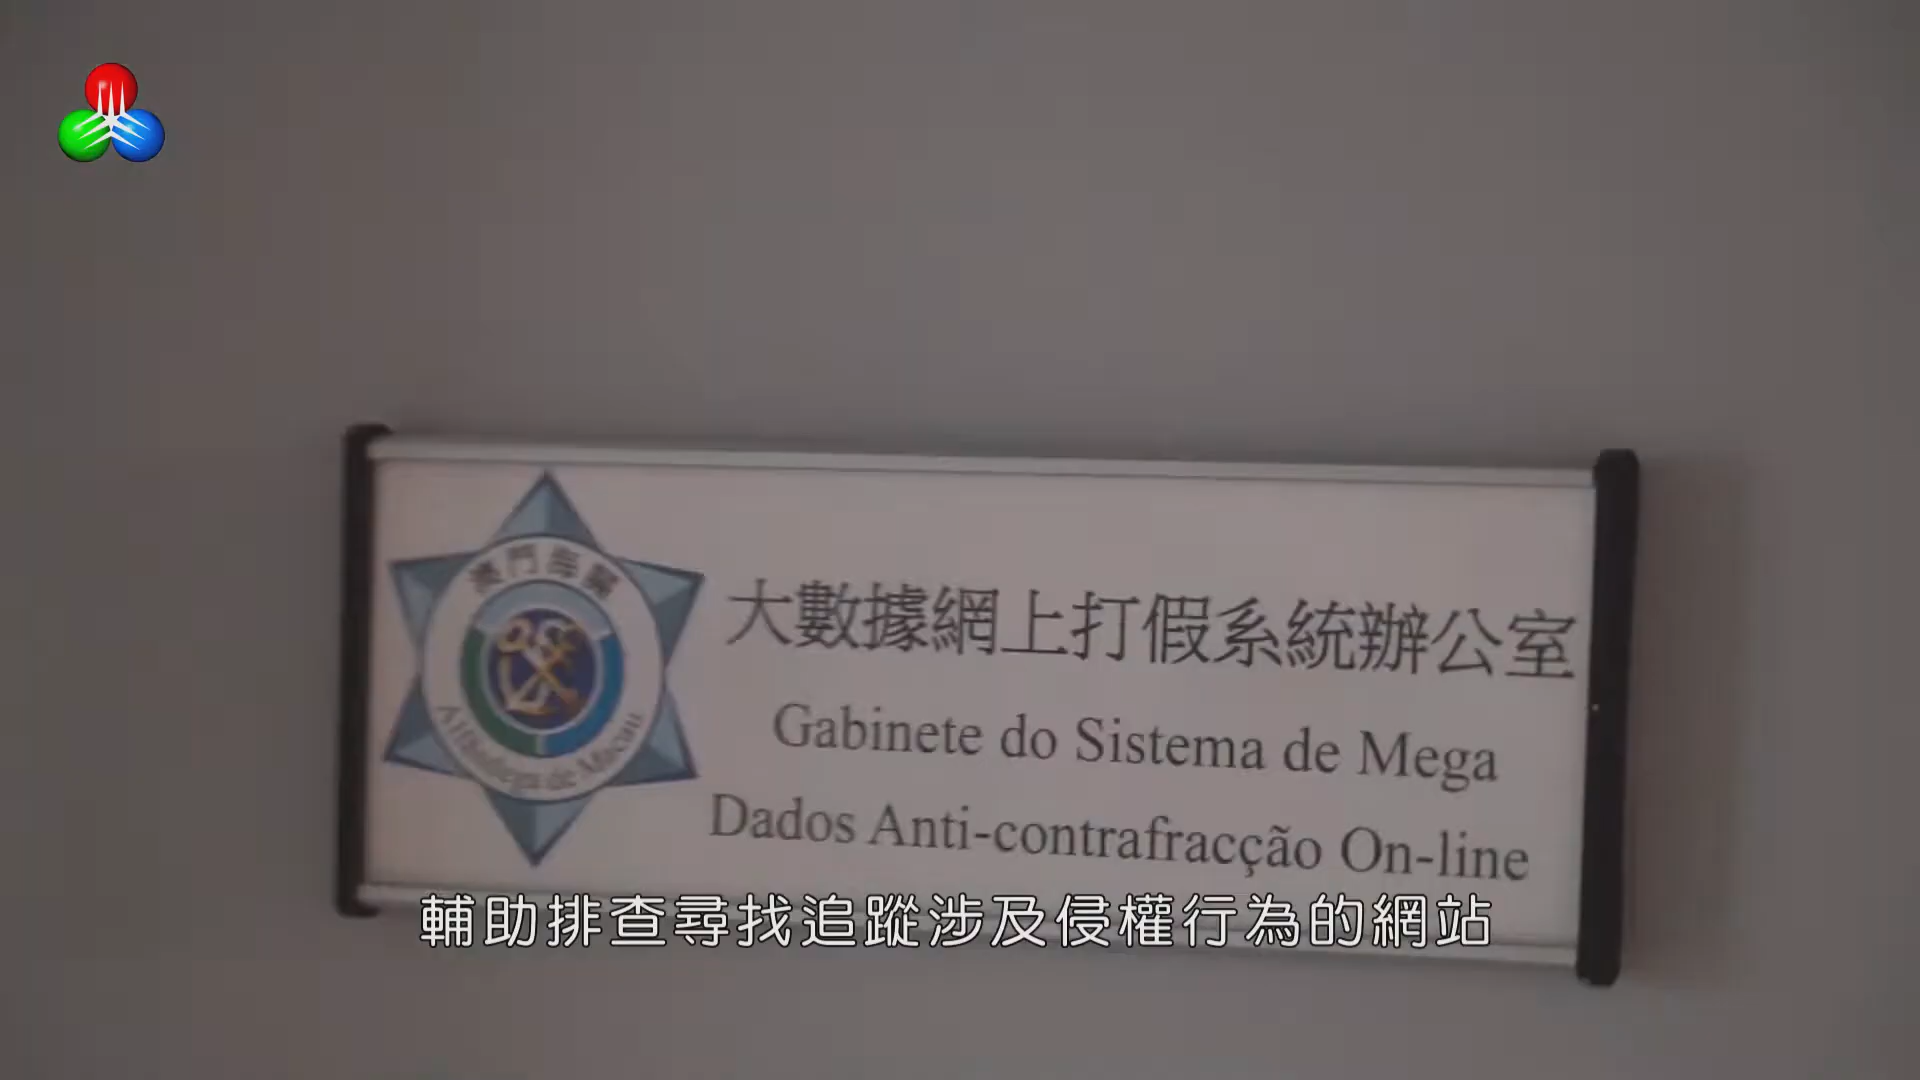 澳門海關
Alfândega de Macau
大數據網上打假系統辦公室
Gabinete do Sistema de Mega
Dados Anti-contrafracção On-line
輔助排查尋找追蹤涉及侵權行為的網站